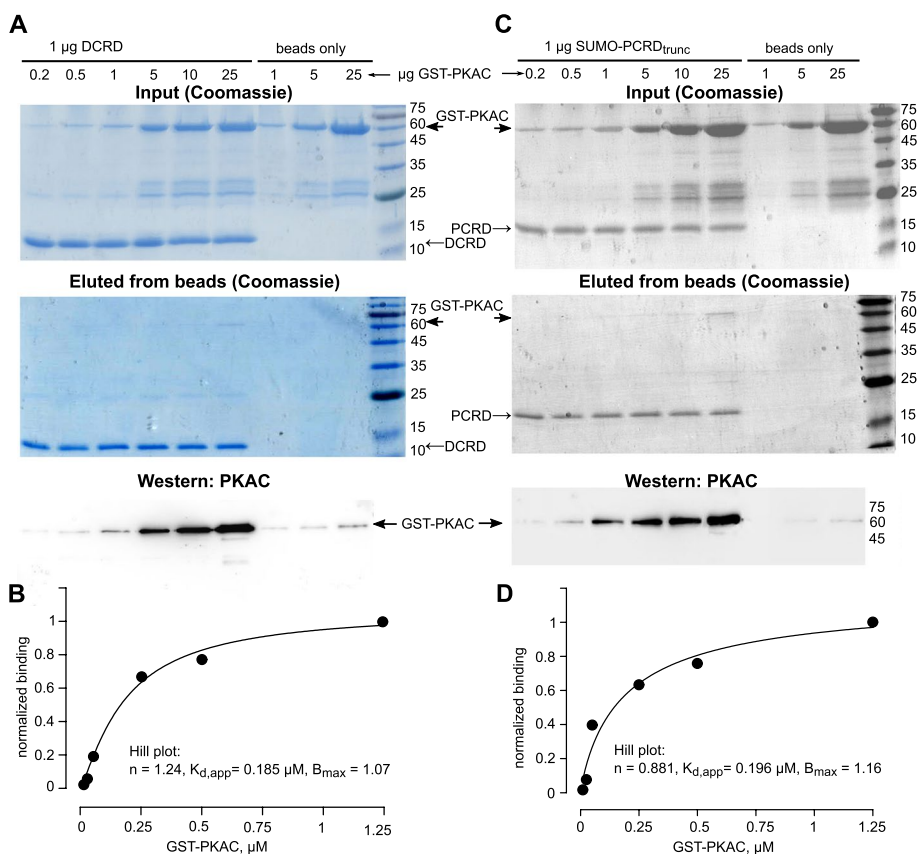 A
1 µg DCRD
beads only
0.2 0.5 1 5 10 25 1 5 25
µg GST-PKAC
Input (Coomassie)
GST-PKAC
75
60
45
35
25
15
10
PCRD→
←DCRD
Eluted from beads (Coomassie)
GST-PKAC
75
60
45
35
25
15
10
PCRD→
←DCRD
Western: PKAC
GST-PKAC
C
1 µg SUMO-PCRDtrunc
beads only
0.2 0.5 1 5 10 25 1 5 25
Input (Coomassie)
75
60
45
35
25
15
10
Eluted from beads (Coomassie)
75
60
45
35
25
15
10
Western: PKAC
75
60
45
B
normalized binding
1
0.8
0.6
0.4
0.2
0
Hill plot:
n = 1.24, Kd,app= 0.185 µM, Bmax = 1.07
0 0.25 0.5 0.75 1 1.25
GST-PKAC, µM
D
normalized binding
1
0.8
0.6
0.4
0.2
0
Hill plot:
n = 0.881, Kd,app= 0.196 µM, Bmax = 1.16
0 0.25 0.5 0.75 1 1.25
GST-PKAC, µM